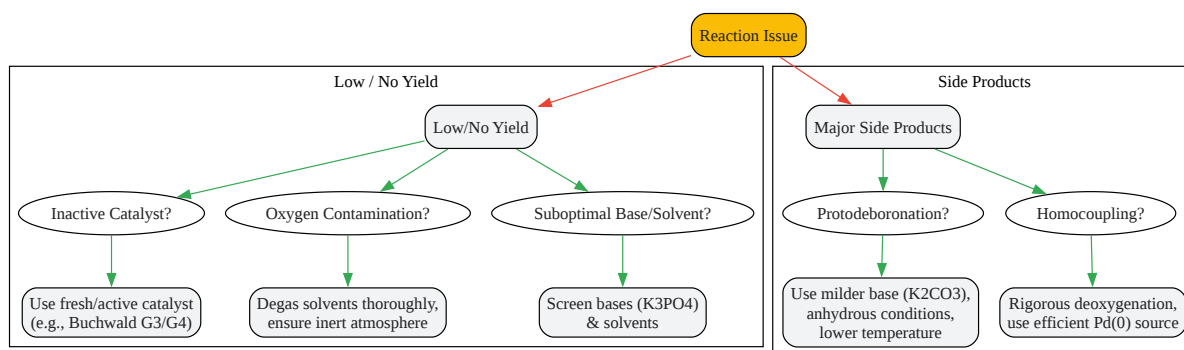 Reaction Issue
Low / No Yield
Side Products
Low/No Yield
Major Side Products
Inactive Catalyst?
Oxygen Contamination?
Suboptimal Base/Solvent?
Protodeboronation?
Homocoupling?
Use fresh/active catalyst
(e.g., Buchwald G3/G4)
Degas solvents thoroughly,
ensure inert atmosphere
Screen bases (K3PO4)
& solvents
Use milder base (K2CO3),
anhydrous conditions,
lower temperature
Rigorous deoxygenation,
use efficient Pd(0) source